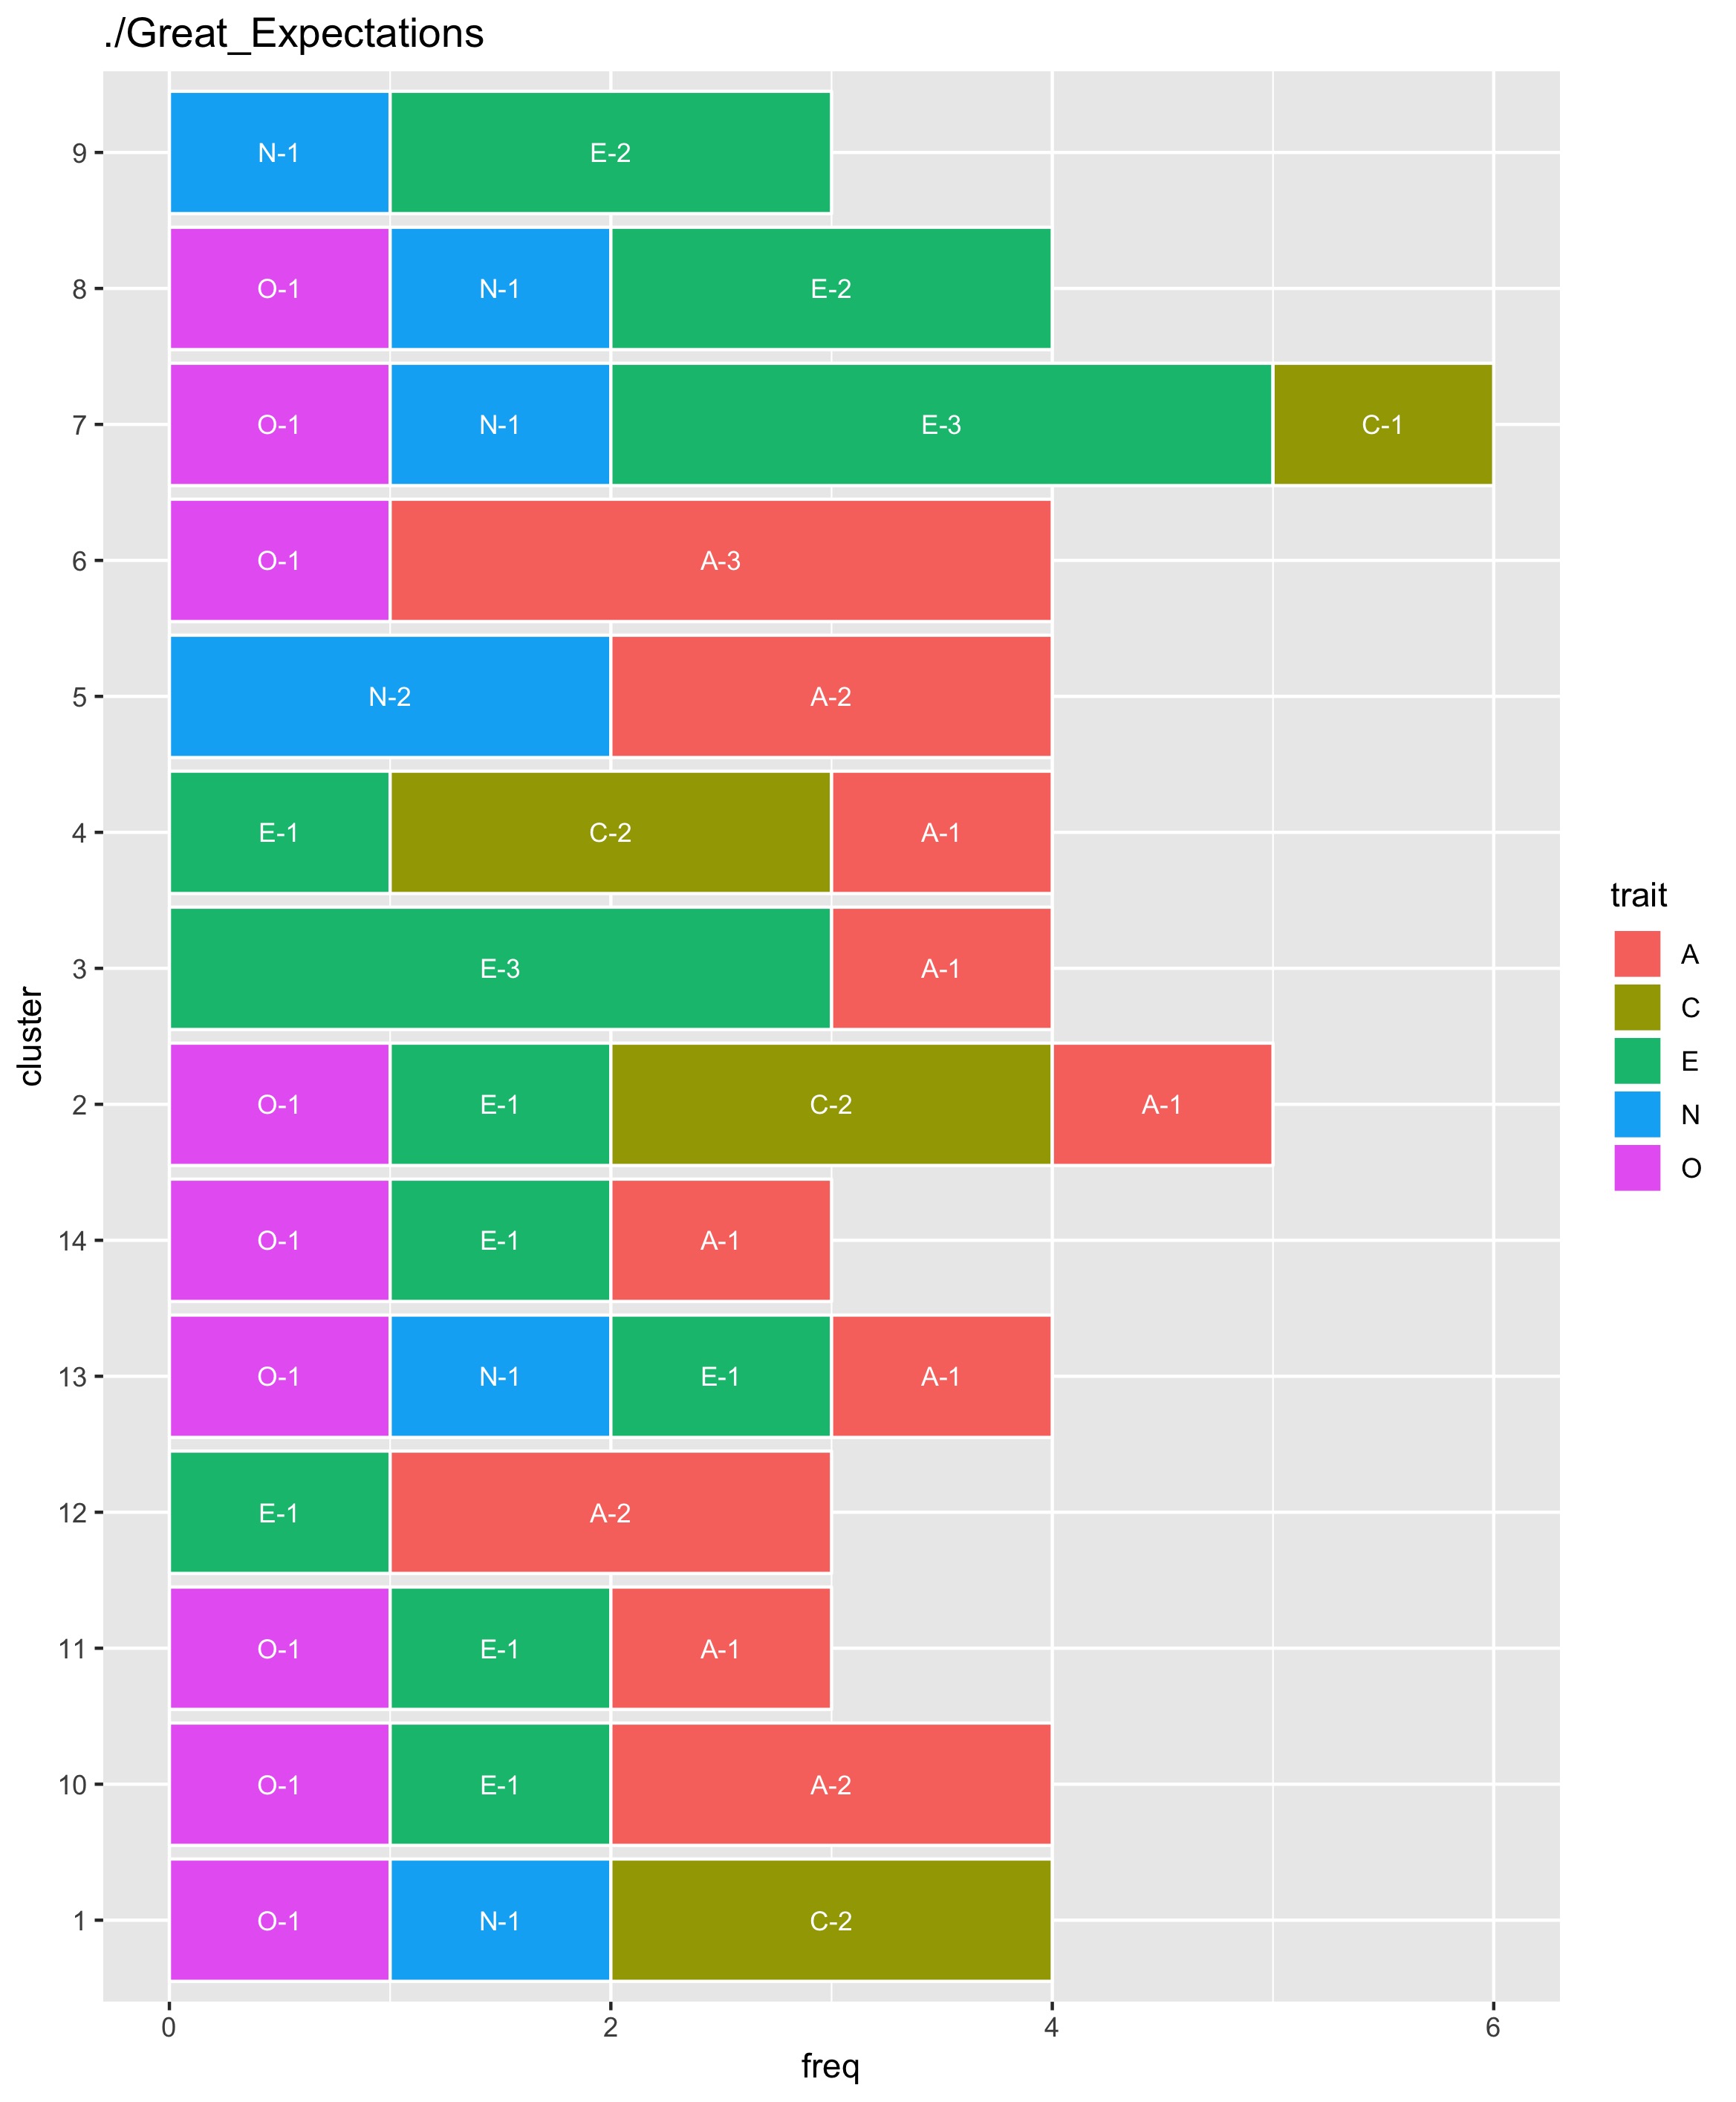 ./Great_Expectations
9 N-1 E-2
8 O-1 N-1 E-2
7 O-1 N-1 E-3 C-1
6 O-1 A-3
5 N-2 A-2
4 E-1 C-2 A-1
3 E-3 A-1
2 O-1 E-1 C-2 A-1
14 O-1 E-1 A-1
13 O-1 N-1 E-1 A-1
12 E-1 A-2
11 O-1 E-1 A-1
10 O-1 E-1 A-2
1 O-1 N-1 C-2
0 2 4 6
freq
cluster
trait
A
C
E
N
O